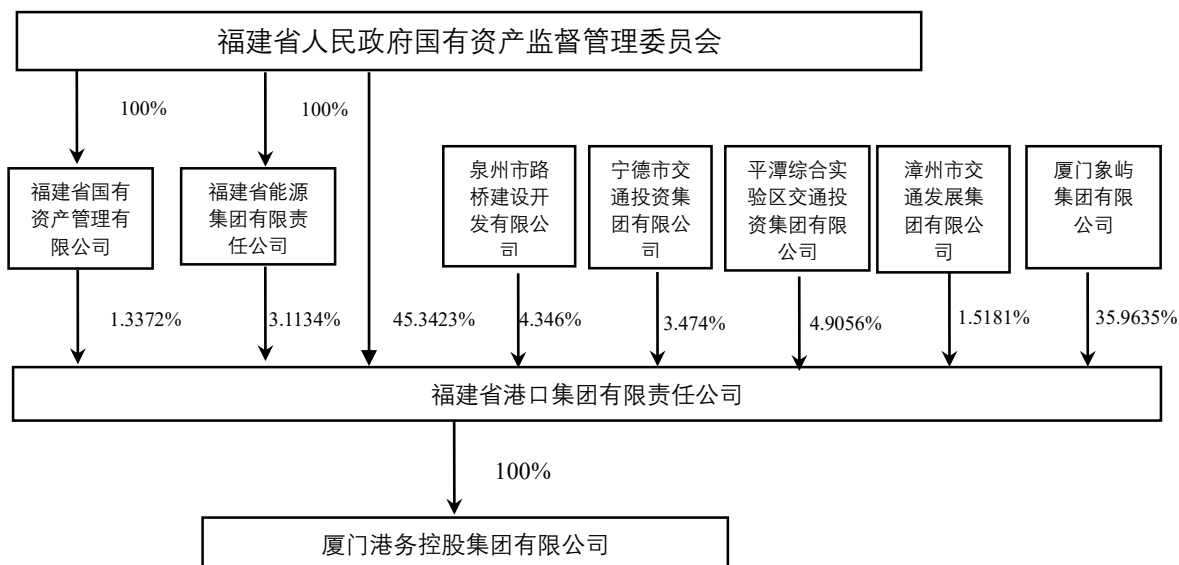 福建省人民政府国有资产监督管理委员会
100%
100%
福建省国有
资产管理有
限公司
福建省能源
集团有限责
任公司
泉州市路
桥建设开
发有限公
司
宁德市交
通投资集
团有限公
司
平潭综合实
验区交通投
资集团有限
公司
漳州市交
通发展集
团有限公
司
厦门象屿
集团有限
公司
1.3372%
3.1134%
45.3423%
4.346%
3.474%
4.9056%
1.5181%
35.9635%
福建省港口集团有限责任公司
100%
厦门港务控股集团有限公司